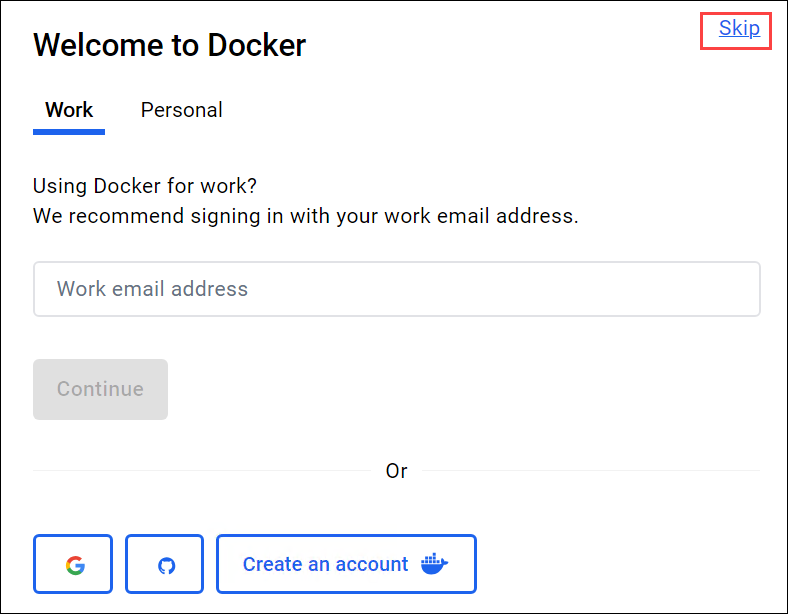 Skip
Welcome to Docker
Work Personal
Using Docker for work?
We recommend signing in with your work email address.
Work email address
Continue
Or
Create an account